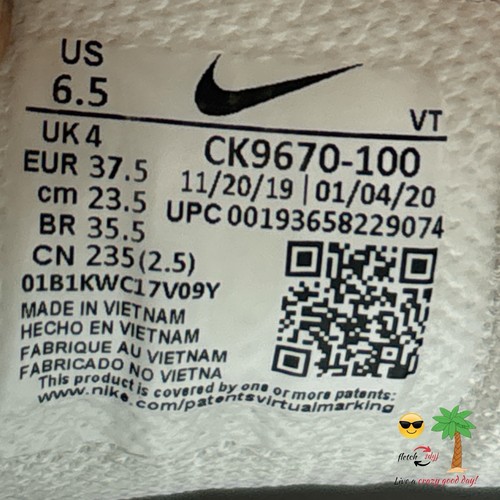 US
6.5
VT
UK 4
EUR 37.5
cm 23.5
BR 35.5
CN 235(2.5)
CK9670-100
11/20/19 | 01/04/20
UPC 00193658229074
01B1KWC17V09Y
MADE IN VIETNAM
HECHO EN VIETNAM
FABRIQUE AU VIETNAM
FABRICADO NO VIETNA
This product is covered by one or more patents:
www.nike.com/patentsvirtualmarking
Live a crazy good day!